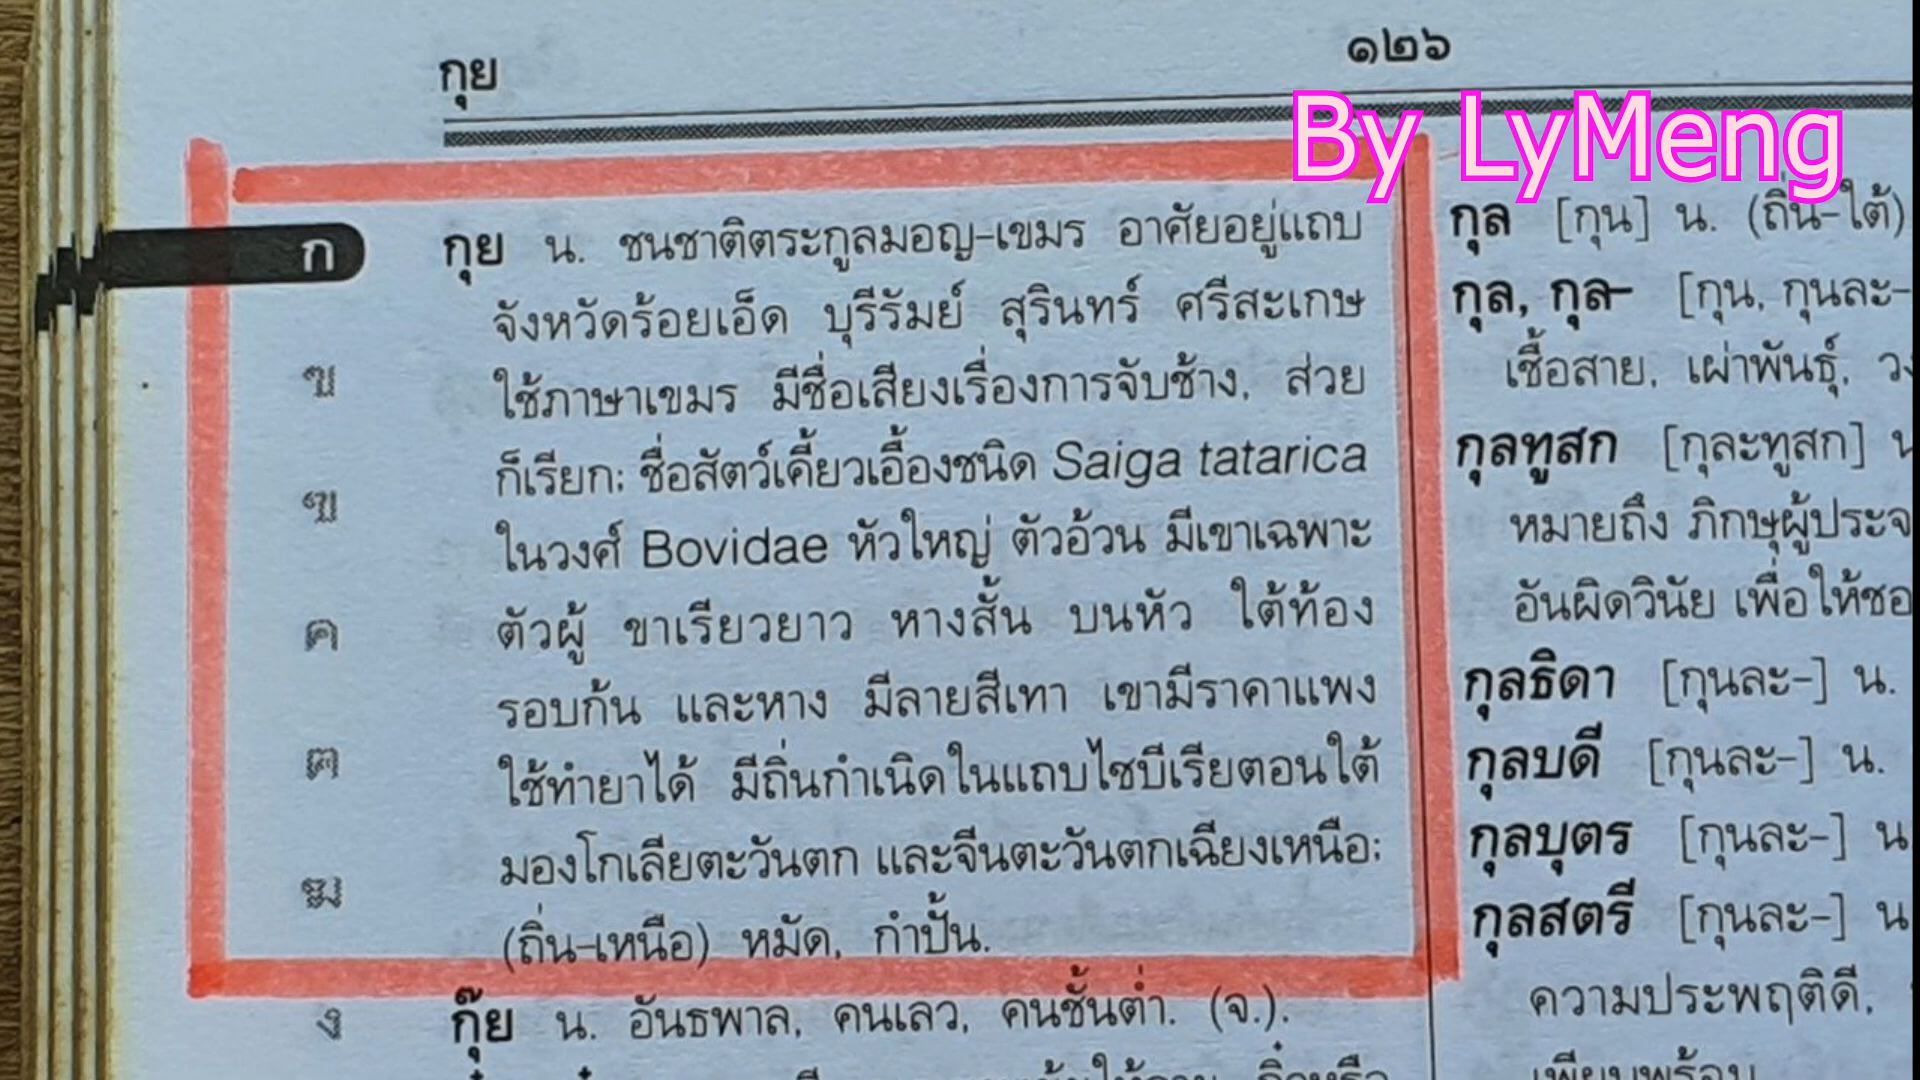 กุย
๑๒๖
By LyMeng
ก
ข
ฃ
ค
ฅ
ฆ
ง
กุย น. ชนชาติตระกูลมอญ-เขมร อาศัยอยู่แถบ
จังหวัดร้อยเอ็ด บุรีรัมย์ สุรินทร์ ศรีสะเกษ
ใช้ภาษาเขมร มีชื่อเสียงเรื่องการจับช้าง, ส่วย
ก็เรียก; ชื่อสัตว์เคี้ยวเอื้องชนิด Saiga tatarica
ในวงศ์ Bovidae หัวใหญ่ ตัวอ้วน มีเขาเฉพาะ
ตัวผู้ ขาเรียวยาว หางสั้น บนหัว ใต้ท้อง
รอบก้น และหาง มีลายสีเทา เขามีราคาแพง
ใช้ทำยาได้ มีถิ่นกำเนิดในแถบไซบีเรียตอนใต้
มองโกเลียตะวันตก และจีนตะวันตกเฉียงเหนือ;
(ถิ่น-เหนือ) หมัด, กำปั้น.
กุ๊ย น. อันธพาล, คนเลว, คนชั้นต่ำ. (จ.).
กุล [กุน] น. (ถิ่น-ใต้)
กุล, กุล- [กุน, กุนละ-
เชื้อสาย, เผ่าพันธุ์, ว
กุลทูสก [กุละทูสก] น
หมายถึง ภิกษุผู้ประจ
อันผิดวินัย เพื่อให้ชอ
กุลธิดา [กุนละ-] น.
กุลบดี [กุนละ-] น.
กุลบุตร [กุนละ-] น
กุลสตรี [กุนละ-] น
ความประพฤติดี,
เพียบพร้อม